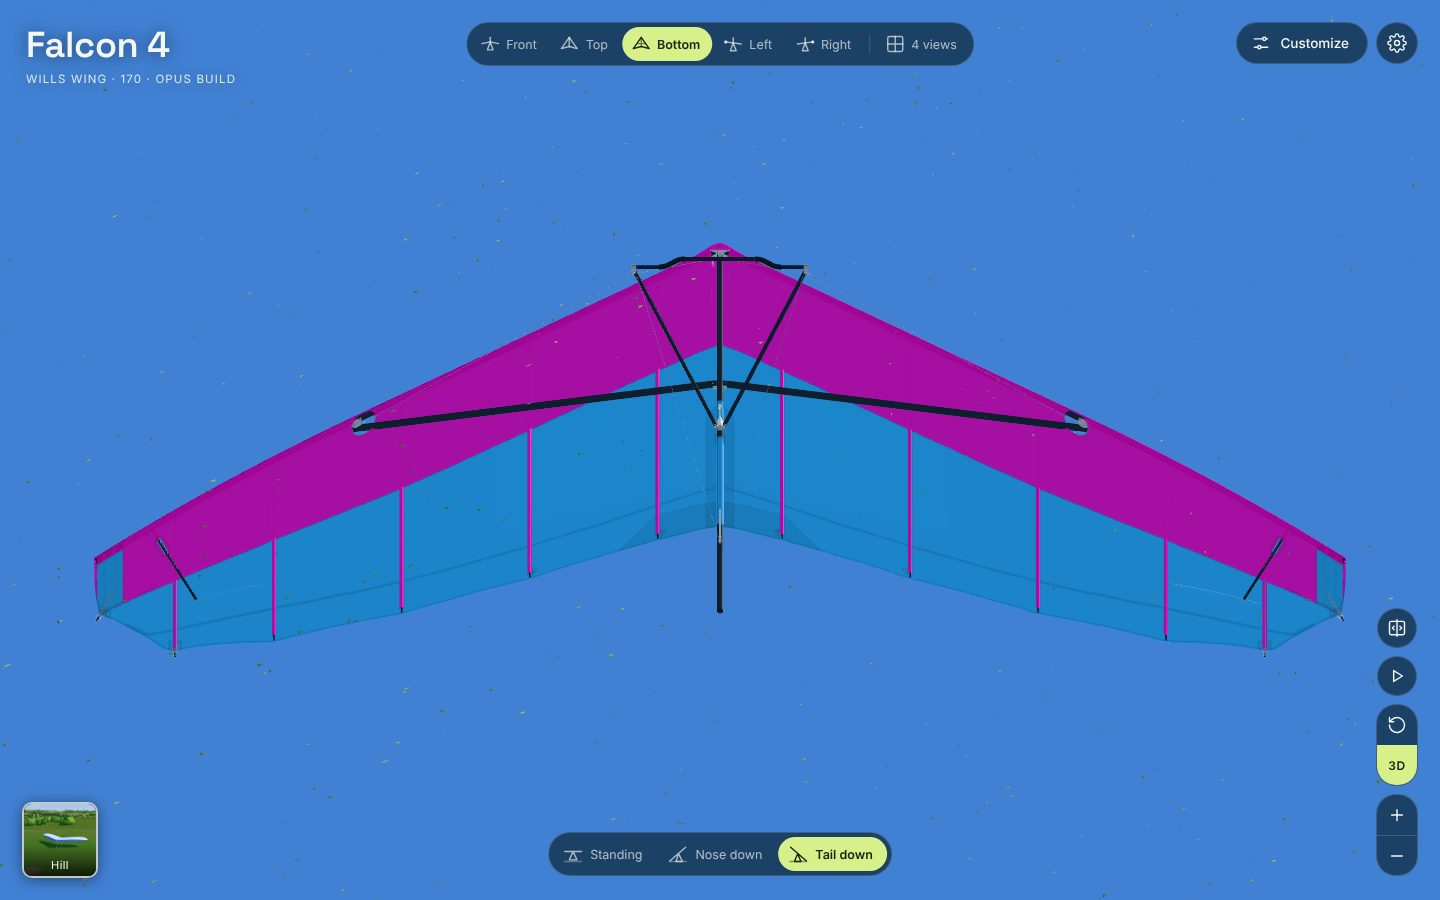 Falcon 4
WILLS WING · 170 · OPUS BUILD
Front
Top
Bottom
Left
Right
4 views
Customize
3D
Hill
Standing
Nose down
Tail down